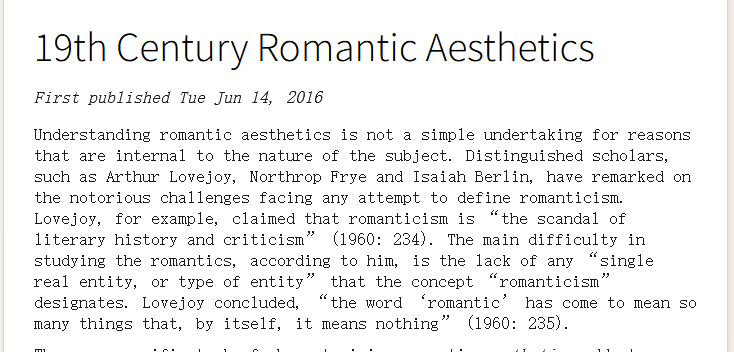 19th Century Romantic Aesthetics
First published Tue Jun 14, 2016
Understanding romantic aesthetics is not a simple undertaking for reasons
that are internal to the nature of the subject. Distinguished scholars,
such as Arthur Lovejoy, Northrop Frye and Isaiah Berlin, have remarked on
the notorious challenges facing any attempt to define romanticism.
Lovejoy, for example, claimed that romanticism is “the scandal of
literary history and criticism” (1960: 234). The main difficulty in
studying the romantics, according to him, is the lack of any “single
real entity, or type of entity” that the concept “romanticism”
designates. Lovejoy concluded, “the word ‘romantic’ has come to mean so
many things that, by itself, it means nothing” (1960: 235).